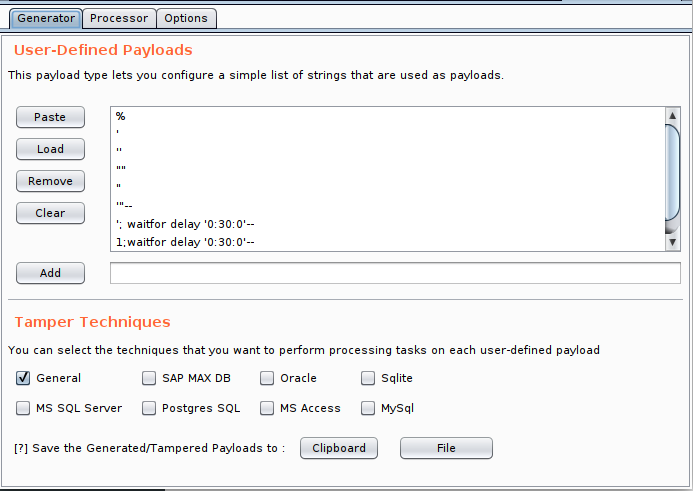 Generator Processor Options
User-Defined Payloads
This payload type lets you configure a simple list of strings that are used as payloads.
Paste
Load
Remove
Clear
%
'
''
""
"
'"--
'; waitfor delay '0:30:0'--
1;waitfor delay '0:30:0'--
Add
Tamper Techniques
You can select the techniques that you want to perform processing tasks on each user-defined payload
General SAP MAX DB Oracle Sqlite
MS SQL Server Postgres SQL MS Access MySql
[?] Save the Generated/Tampered Payloads to : Clipboard File